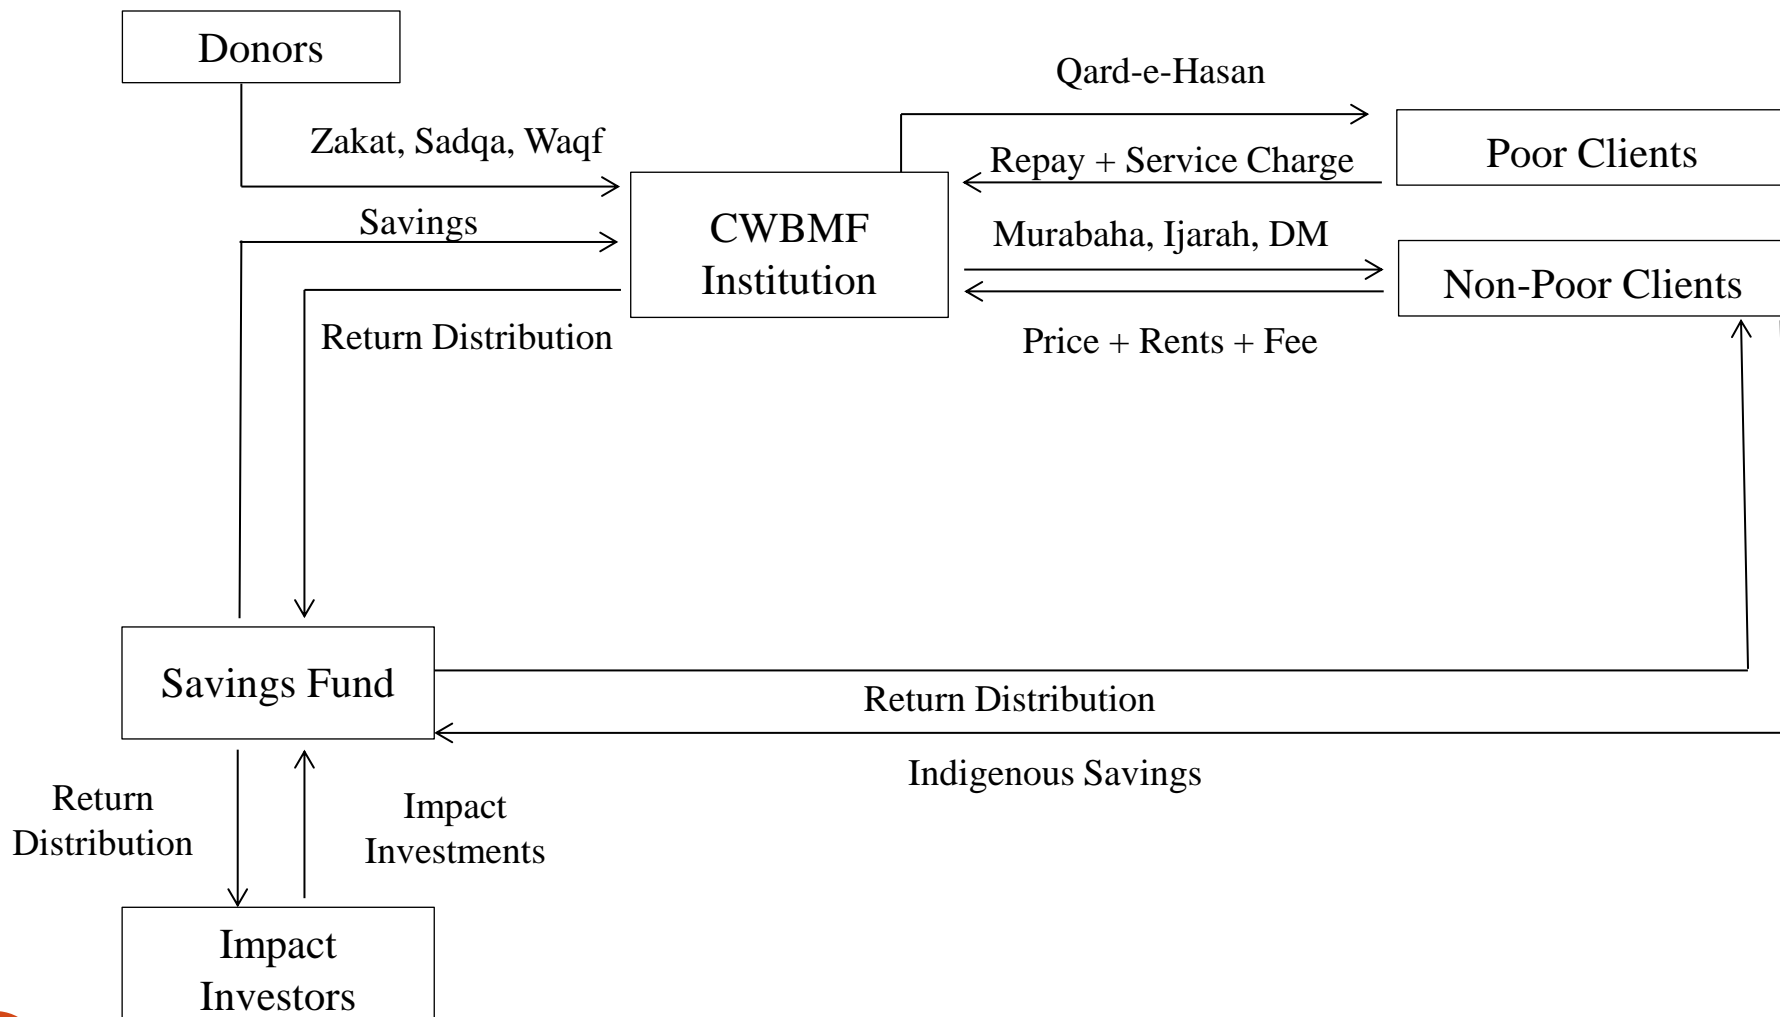 Donors
Qard-e-Hasan
Zakat, Sadqa, Waqf
Repay + Service Charge
Poor Clients
Savings
CWBMF
Institution
Murabaha, Ijarah, DM
Non-Poor Clients
Return Distribution
Price + Rents + Fee
Savings Fund
Return Distribution
Indigenous Savings
Return
Distribution
Impact
Investments
Impact
Investors